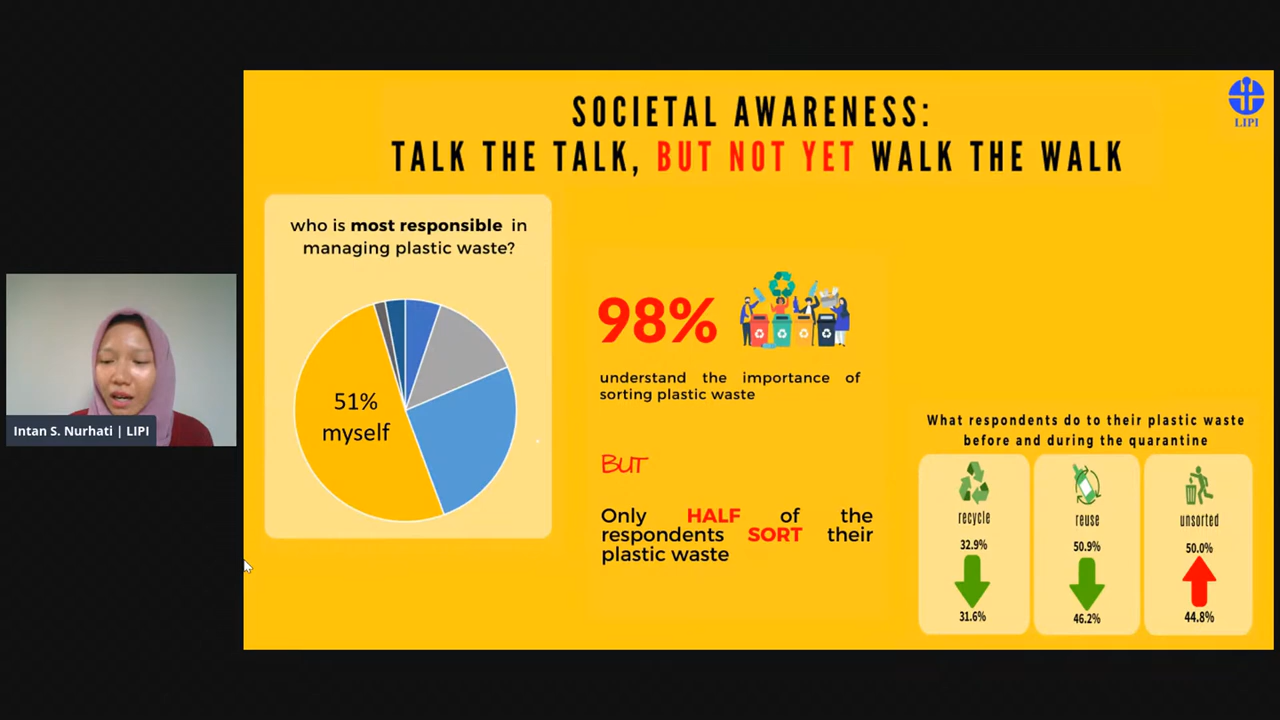 SOCIETAL AWARENESS:
TALK THE TALK, BUT NOT YET WALK THE WALK
LIPI
who is most responsible in
managing plastic waste?
51%
myself
98%
understand the importance of
sorting plastic waste
BUT
Only HALF of the
respondents SORT their
plastic waste
What respondents do to their plastic waste
before and during the quarantine
recycle
32.9%
31.6%
reuse
50.9%
46.2%
unsorted
50.0%
44.8%
Intan S. Nurhati | LIPI